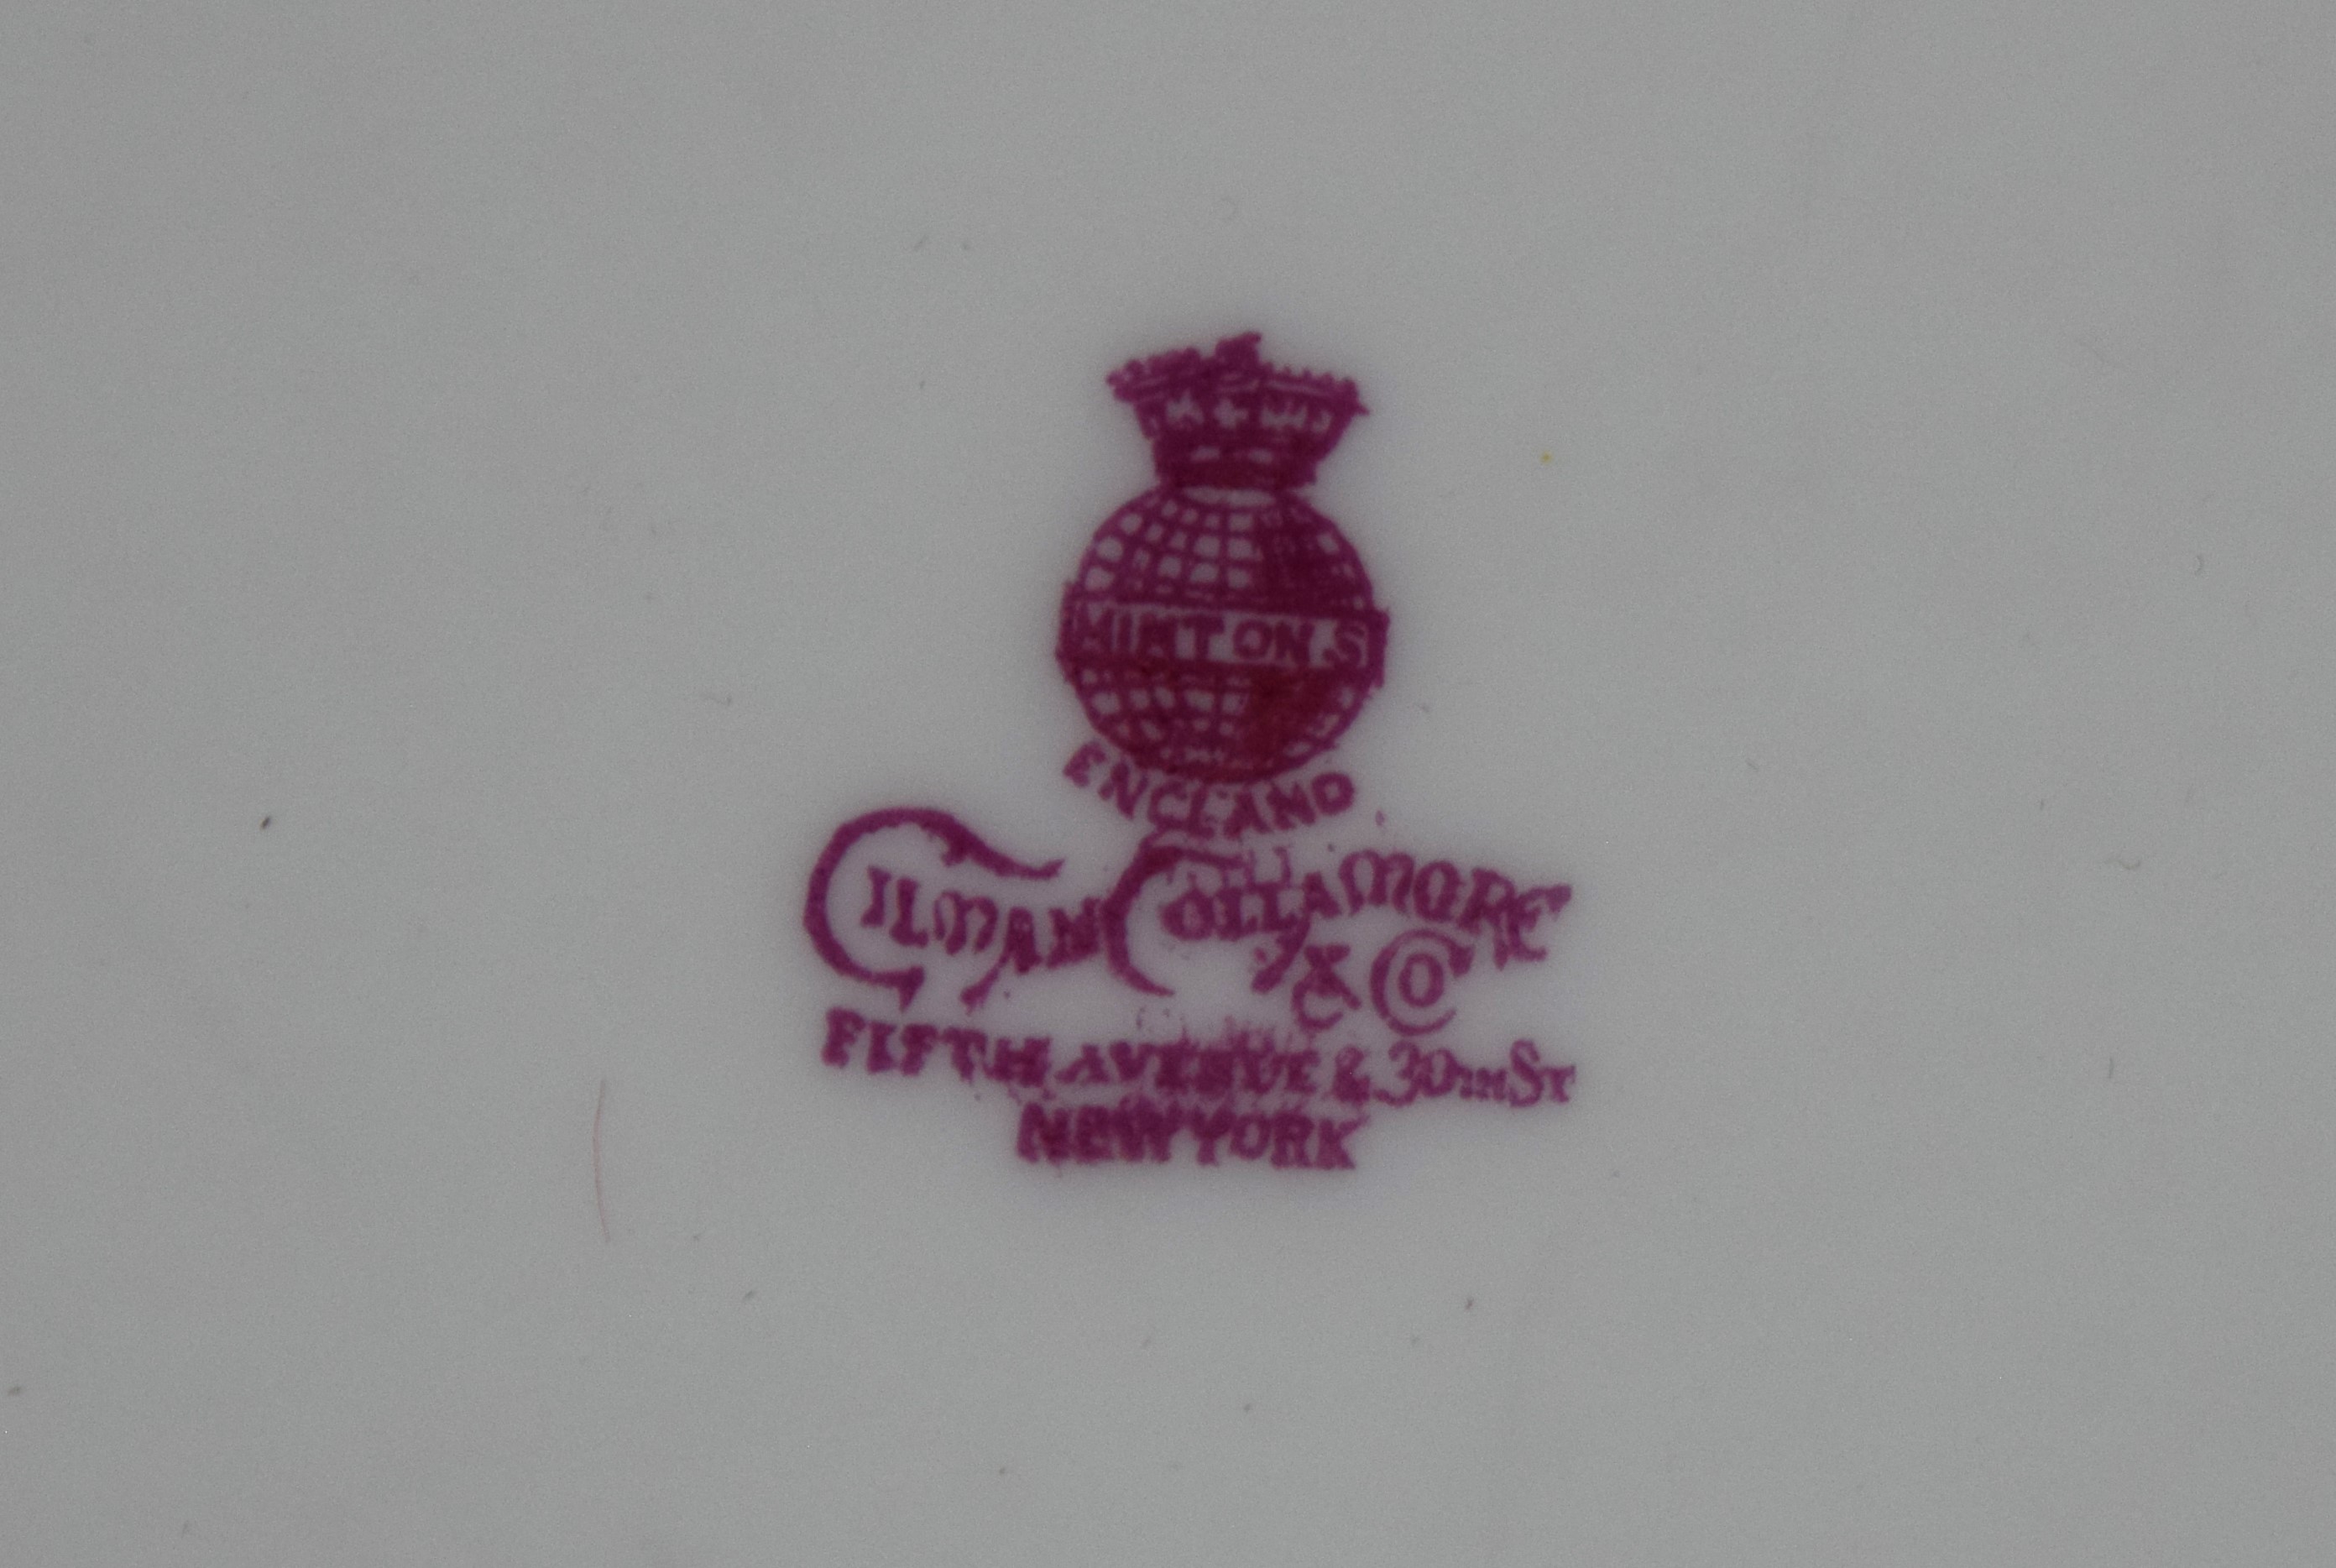 MINTONS
ENGLAND
GILMAN COLLAMORE
& CO
FIFTH AVENUE & 30TH ST
NEW YORK